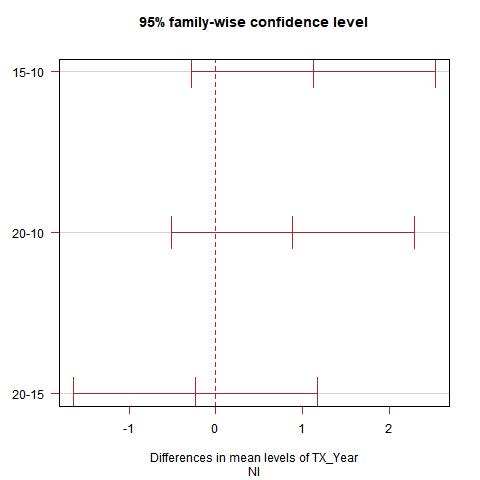 95% family-wise confidence level
15-10
20-10
20-15
-1 0 1 2
Differences in mean levels of TX_Year
NI